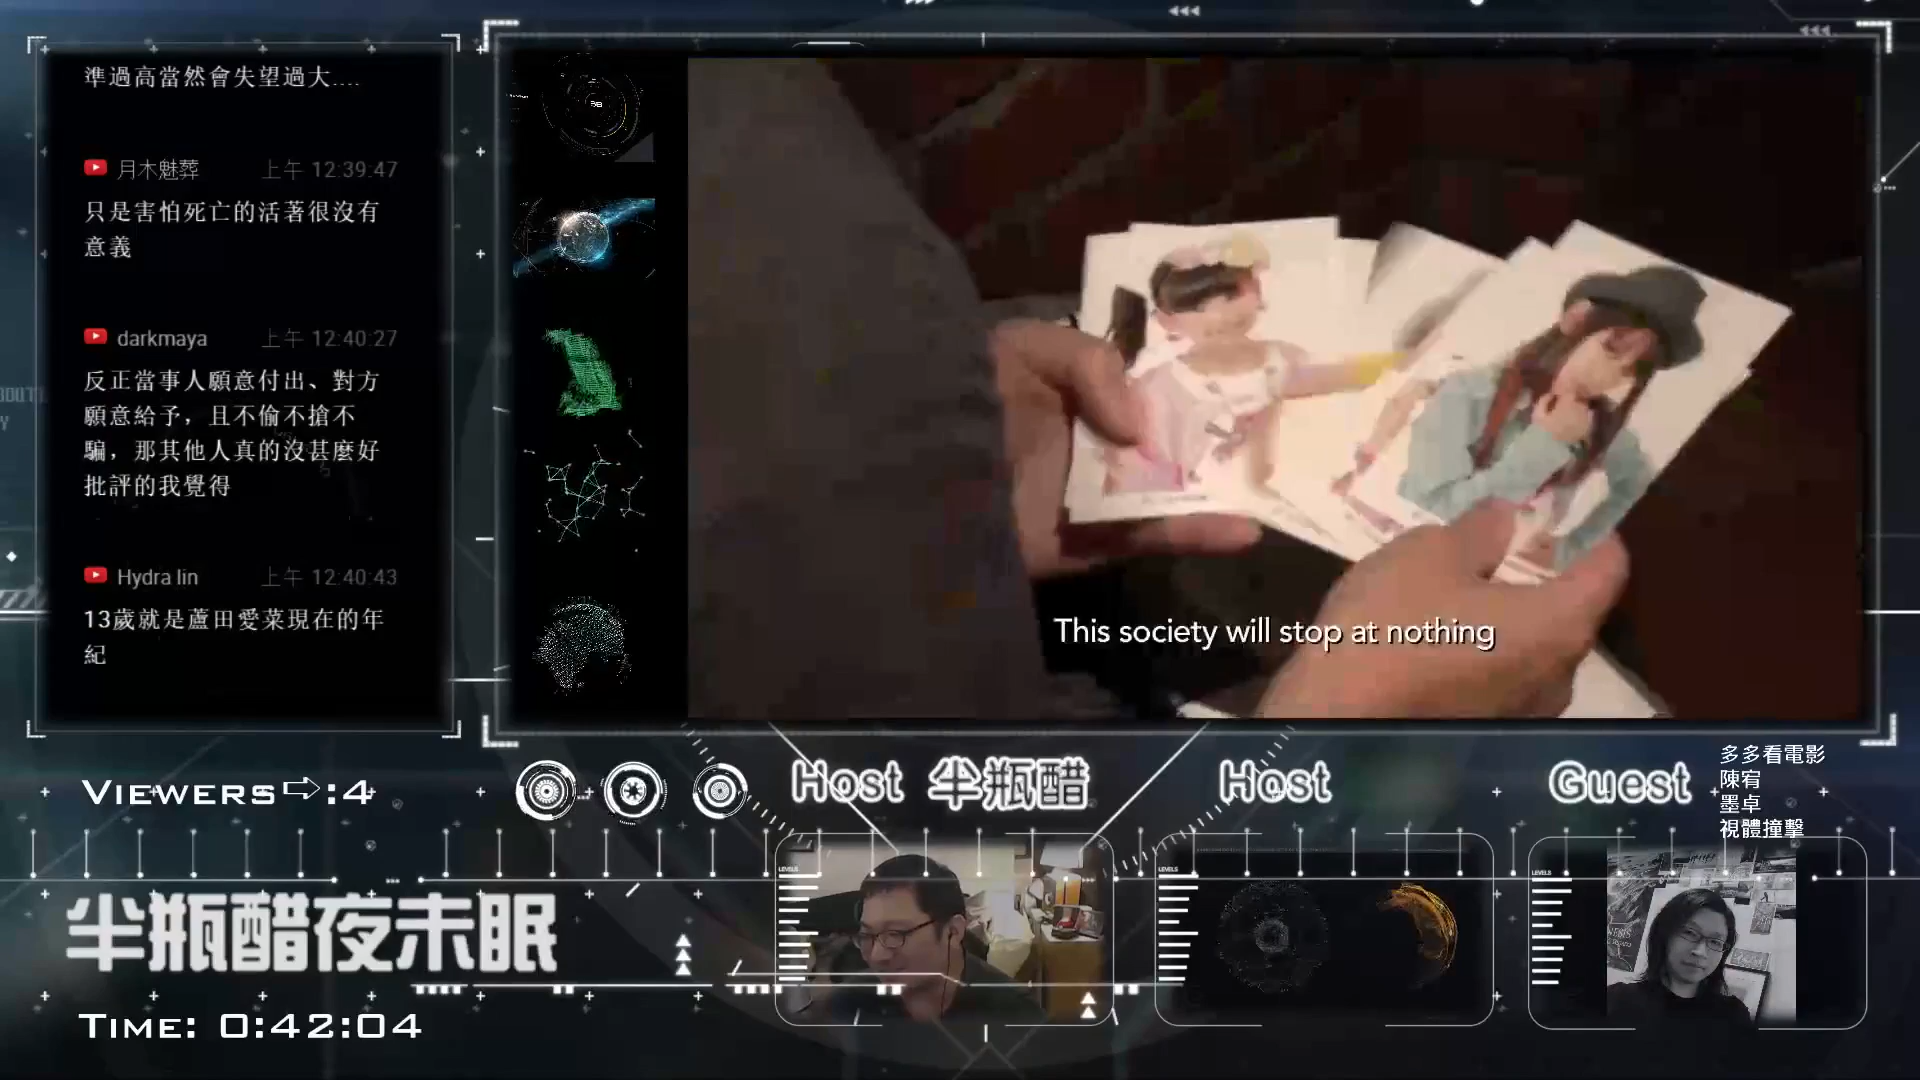 準過高當然會失望過大....
月木魅葬 上午 12:39:47
只是害怕死亡的活著很沒有
意義
darkmaya 上午 12:40:27
反正當事人願意付出、對方
願意給予，且不偷不搶不
騙，那其他人真的沒甚麼好
批評的我覺得
Hydra lin 上午 12:40:43
13歲就是蘆田愛菜現在的年
紀
This society will stop at nothing
VIEWERS⇨:4
Host 半瓶醋
Host
Guest
多多看電影
陳宥
墨卓
視體撞擊
LEVELS
LEVELS
LEVELS
半瓶醋夜未眠
TIME: 0:42:04